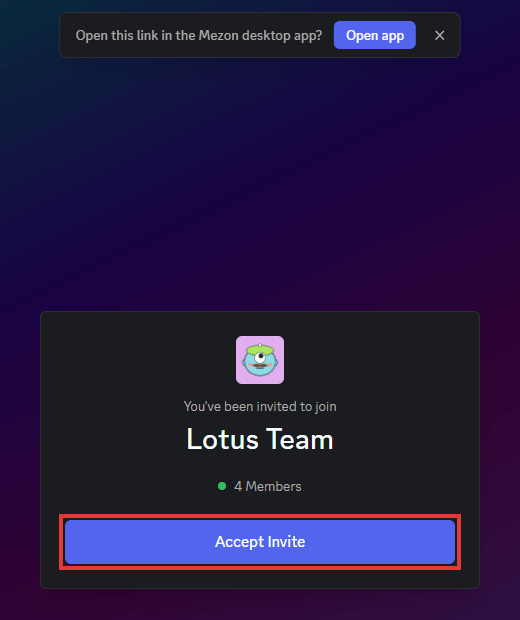 Open this link in the Mezon desktop app? Open app
You've been invited to join
Lotus Team
4 Members
Accept Invite